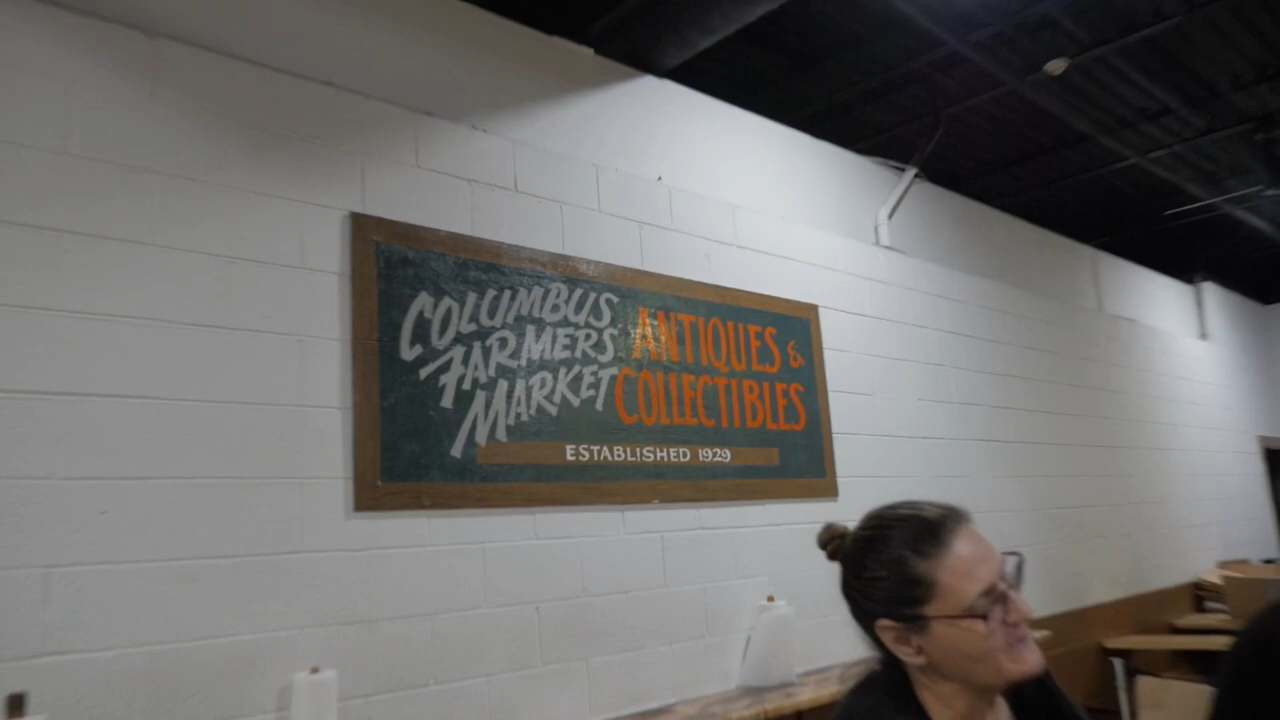 COLUMBUS
FARMERS
MARKET
ANTIQUES &
COLLECTIBLES
ESTABLISHED 1929